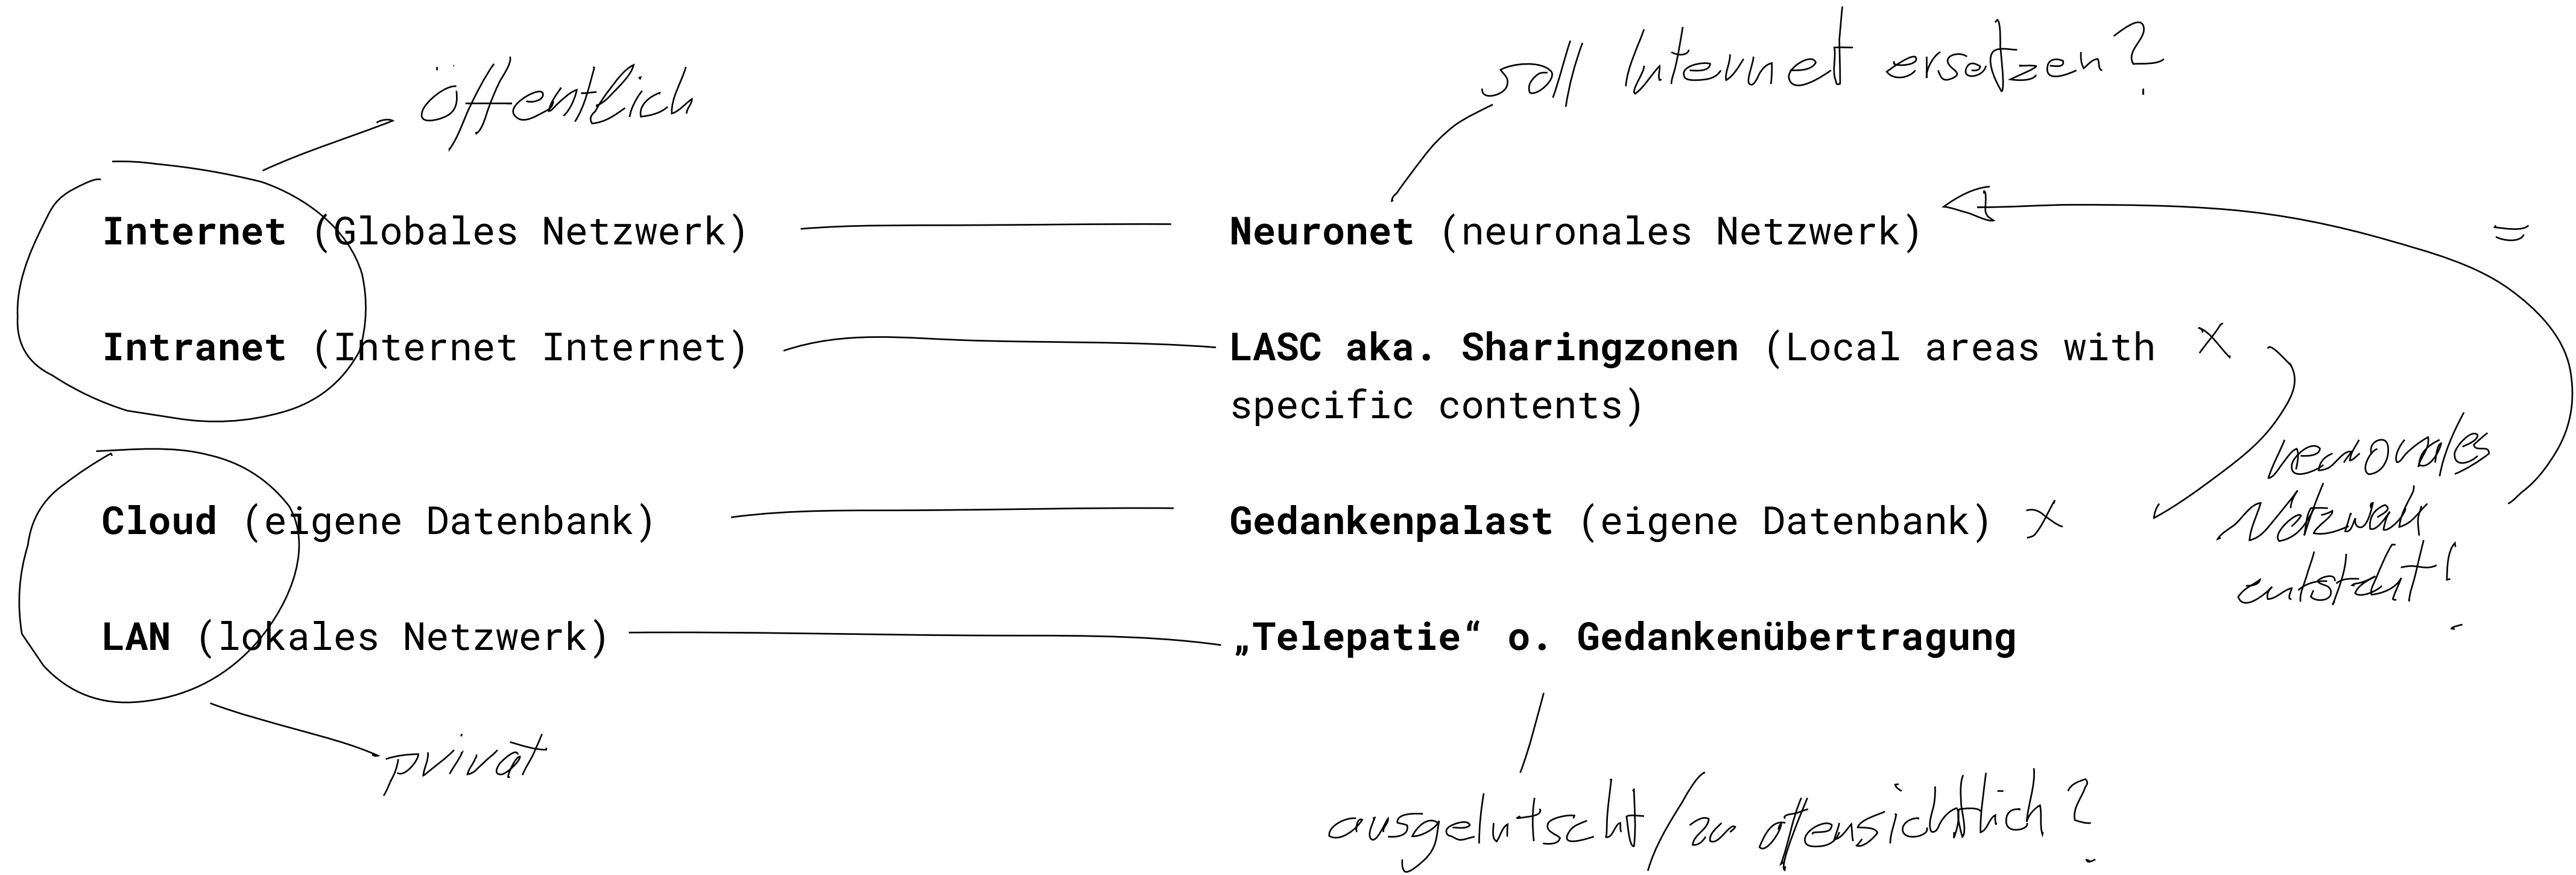 öffentlich
soll Internet ersetzen?
Internet (Globales Netzwerk)
Neuronet (neuronales Netzwerk)
=
Intranet (Internet Internet)
LASC aka. Sharingzonen (Local areas with x
specific contents)
Cloud (eigene Datenbank)
Gedankenpalast (eigene Datenbank) x
neuronales
Netzwerk
entsteht!
LAN (lokales Netzwerk)
„Telepatie“ o. Gedankenübertragung
privat
ausgelutscht/zu offensichtlich?